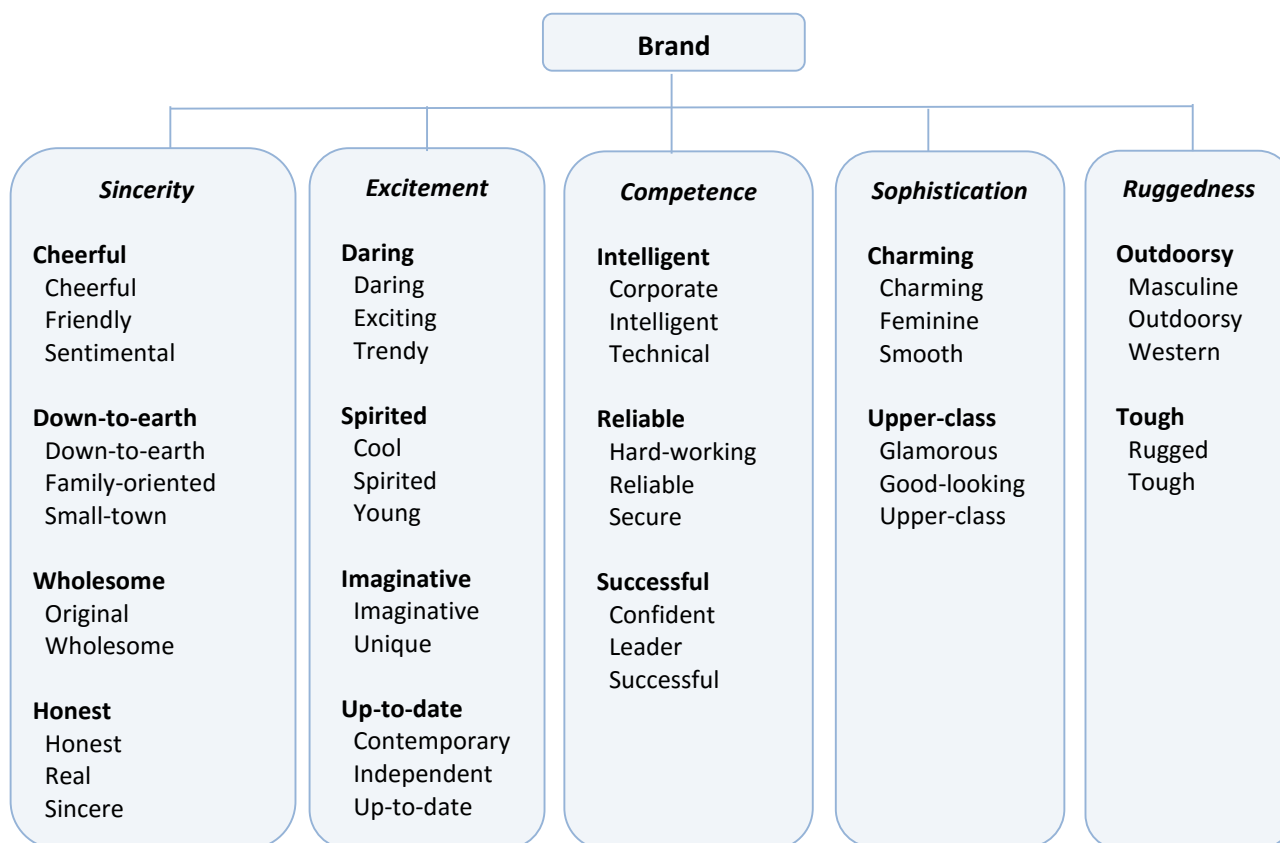 Brand
Sincerity
Cheerful
Cheerful
Friendly
Sentimental
Down-to-earth
Down-to-earth
Family-oriented
Small-town
Wholesome
Original
Wholesome
Honest
Honest
Real
Sincere
Excitement
Daring
Daring
Exciting
Trendy
Spirited
Cool
Spirited
Young
Imaginative
Imaginative
Unique
Up-to-date
Contemporary
Independent
Up-to-date
Competence
Intelligent
Corporate
Intelligent
Technical
Reliable
Hard-working
Reliable
Secure
Successful
Confident
Leader
Successful
Sophistication
Charming
Charming
Feminine
Smooth
Upper-class
Glamorous
Good-looking
Upper-class
Ruggedness
Outdoorsy
Masculine
Outdoorsy
Western
Tough
Rugged
Tough